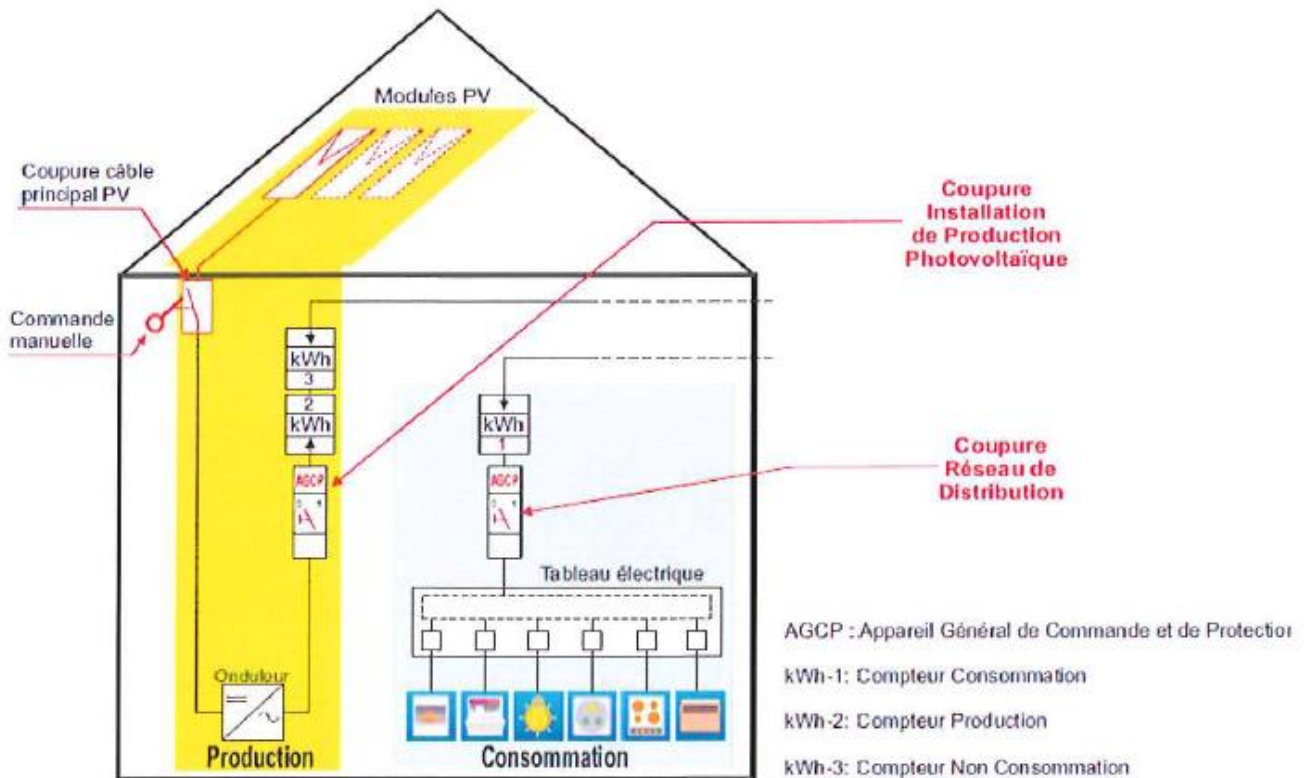 Modules PV
Coupure câble
principal PV
Commande
manuelle
Coupure
Installation
de Production
Photovoltaïque
kWh
3
2
kWh
kWh
1
AGCP
AGCP
Coupure
Réseau de
Distribution
Tableau électrique
Onduleur
Production
Consommation
AGCP : Appareil Général de Commande et de Protection
kWh-1: Compteur Consommation
kWh-2: Compteur Production
kWh-3: Compteur Non Consommation